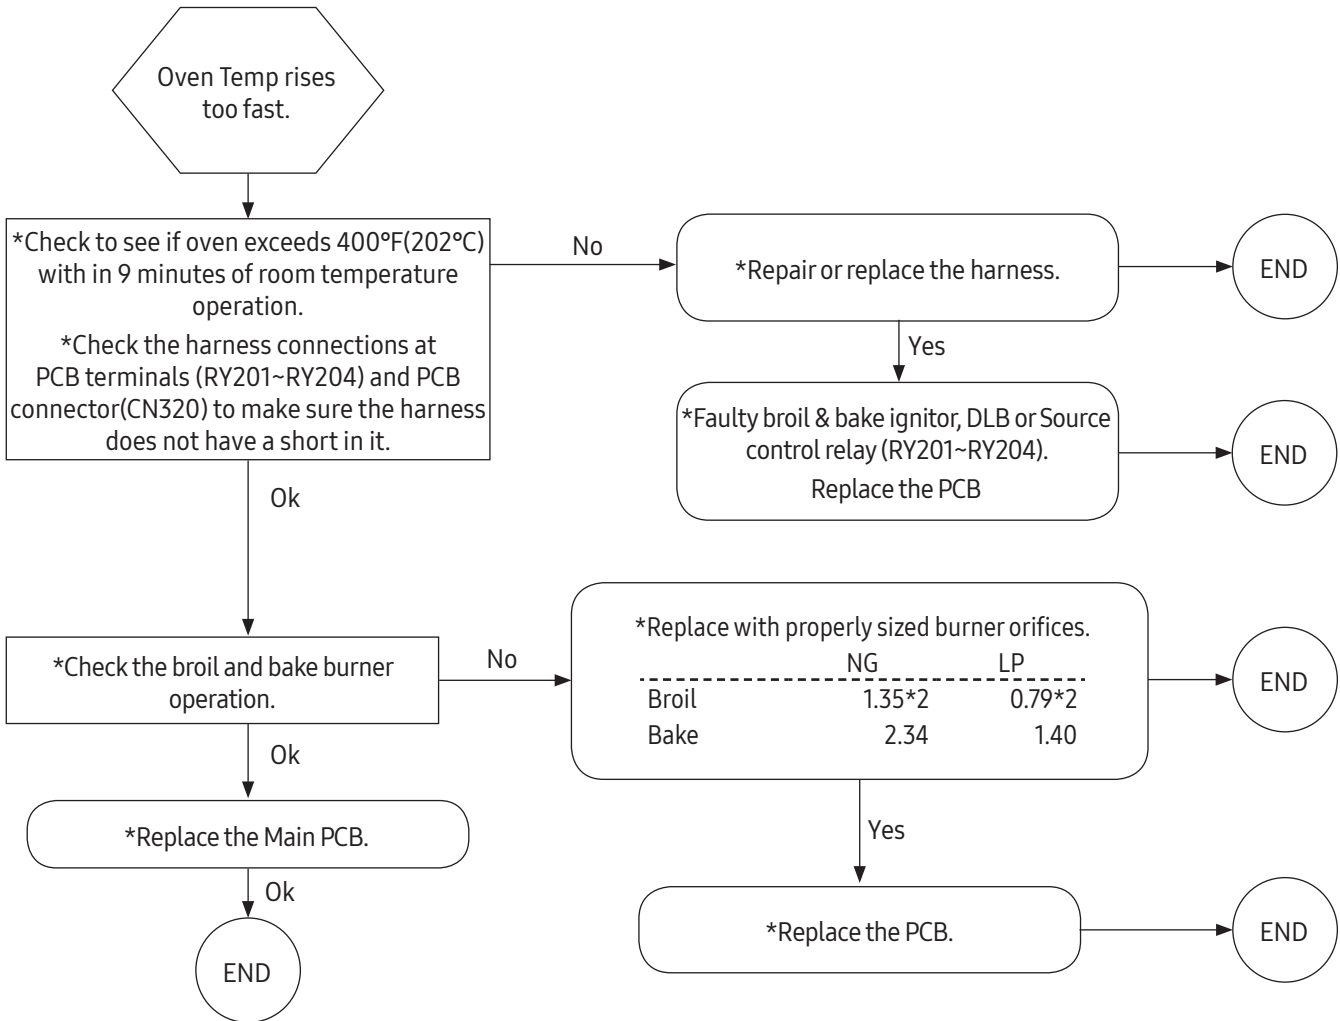 Oven Temp rises
too fast.
*Check to see if oven exceeds 400°F(202°C)
with in 9 minutes of room temperature
operation.
*Check the harness connections at
PCB terminals (RY201~RY204) and PCB
connector(CN320) to make sure the harness
does not have a short in it.
No
*Repair or replace the harness.
END
Yes
*Faulty broil & bake ignitor, DLB or Source
control relay (RY201~RY204).
Replace the PCB
END
Ok
*Check the broil and bake burner
operation.
No
*Replace with properly sized burner orifices.
NG LP
Broil 1.35*2 0.79*2
Bake 2.34 1.40
END
Ok
*Replace the Main PCB.
Ok
END
Yes
*Replace the PCB.
END